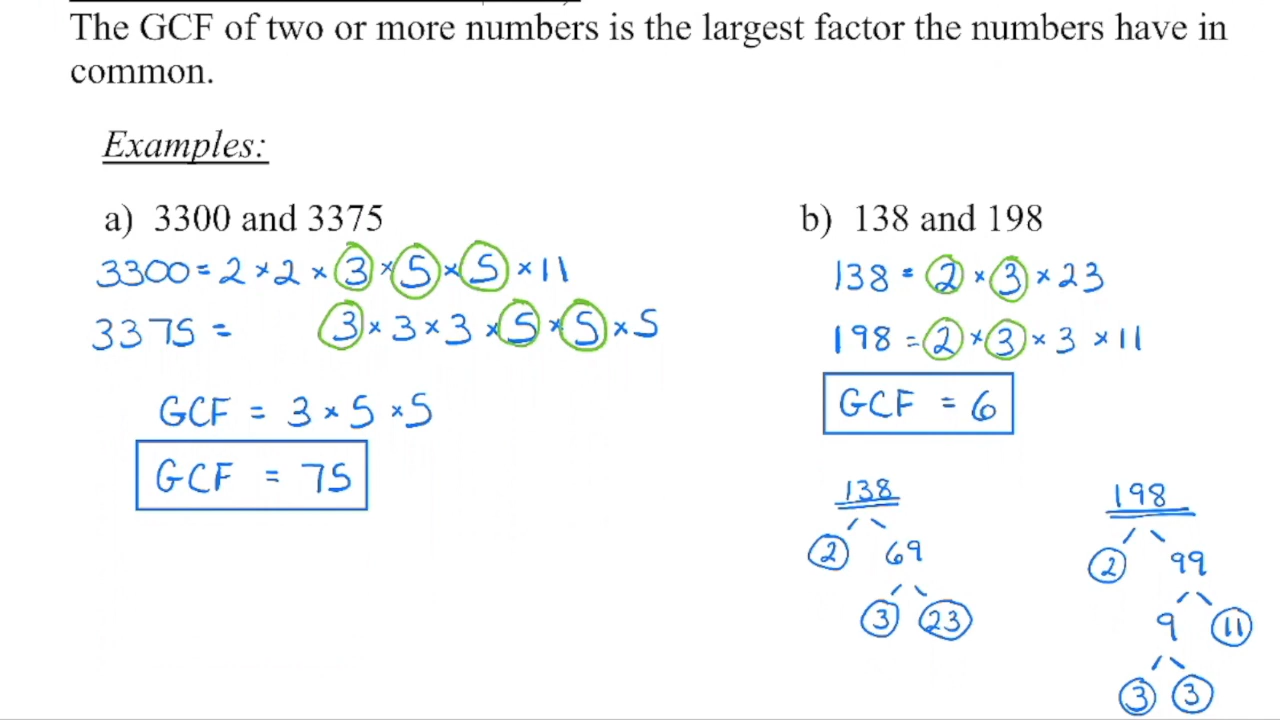 The GCF of two or more numbers is the largest factor the numbers have in
common.
Examples:
a) 3300 and 3375
3300 = 2 × 2 × 3 × 5 × 5 × 11
3375 = 3 × 3 × 3 × 5 × 5 × 5
GCF = 3 × 5 × 5
GCF = 75
b) 138 and 198
138 = 2 × 3 × 23
198 = 2 × 3 × 3 × 11
GCF = 6
138
2 69
3 23
198
2 99
9 11
3 3